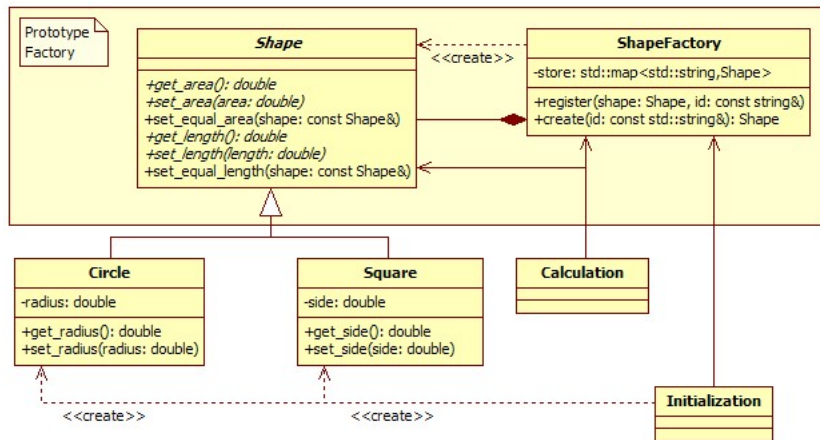 Prototype
Factory
Shape
+get_area(): double
+set_area(area: double)
+set_equal_area(shape: const Shape&)
+get_length(): double
+set_length(length: double)
+set_equal_length(shape: const Shape&)
<<create>>
ShapeFactory
-store: std::map<std::string,Shape>
+register(shape: Shape, id: const string&)
+create(id: const std::string&): Shape
Circle
-radius: double
+get_radius(): double
+set_radius(radius: double)
Square
-side: double
+get_side(): double
+set_side(side: double)
Calculation
<<create>>
<<create>>
Initialization